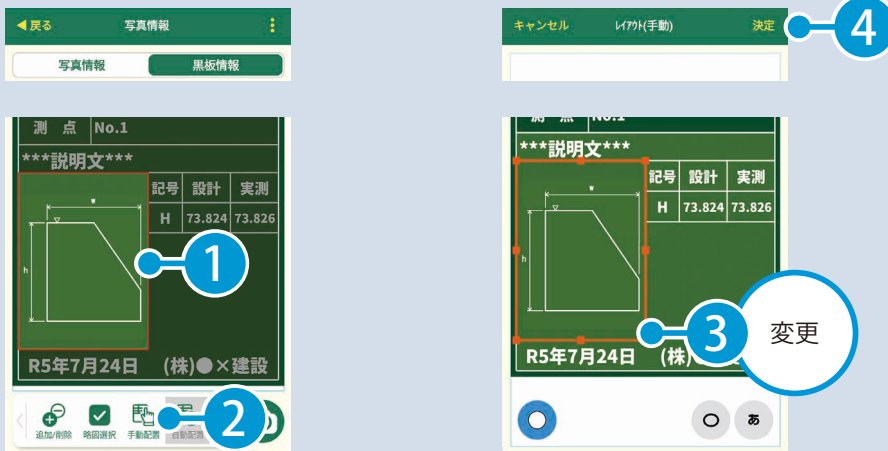 戻る 写真情報
写真情報 黒板情報
測 点 No.1
***説明文***
記号 設計 実測
H 73.824 73.826
w
h
1
R5年7月24日 (株)●×建設
追加/削除 略図選択 手動配置 自動配置
2
キャンセル レイアウト(手動) 決定
4
測 点 No.1
***説明文***
記号 設計 実測
H 73.824 73.826
w
h
3 変更
R5年7月24日 (株)
あ